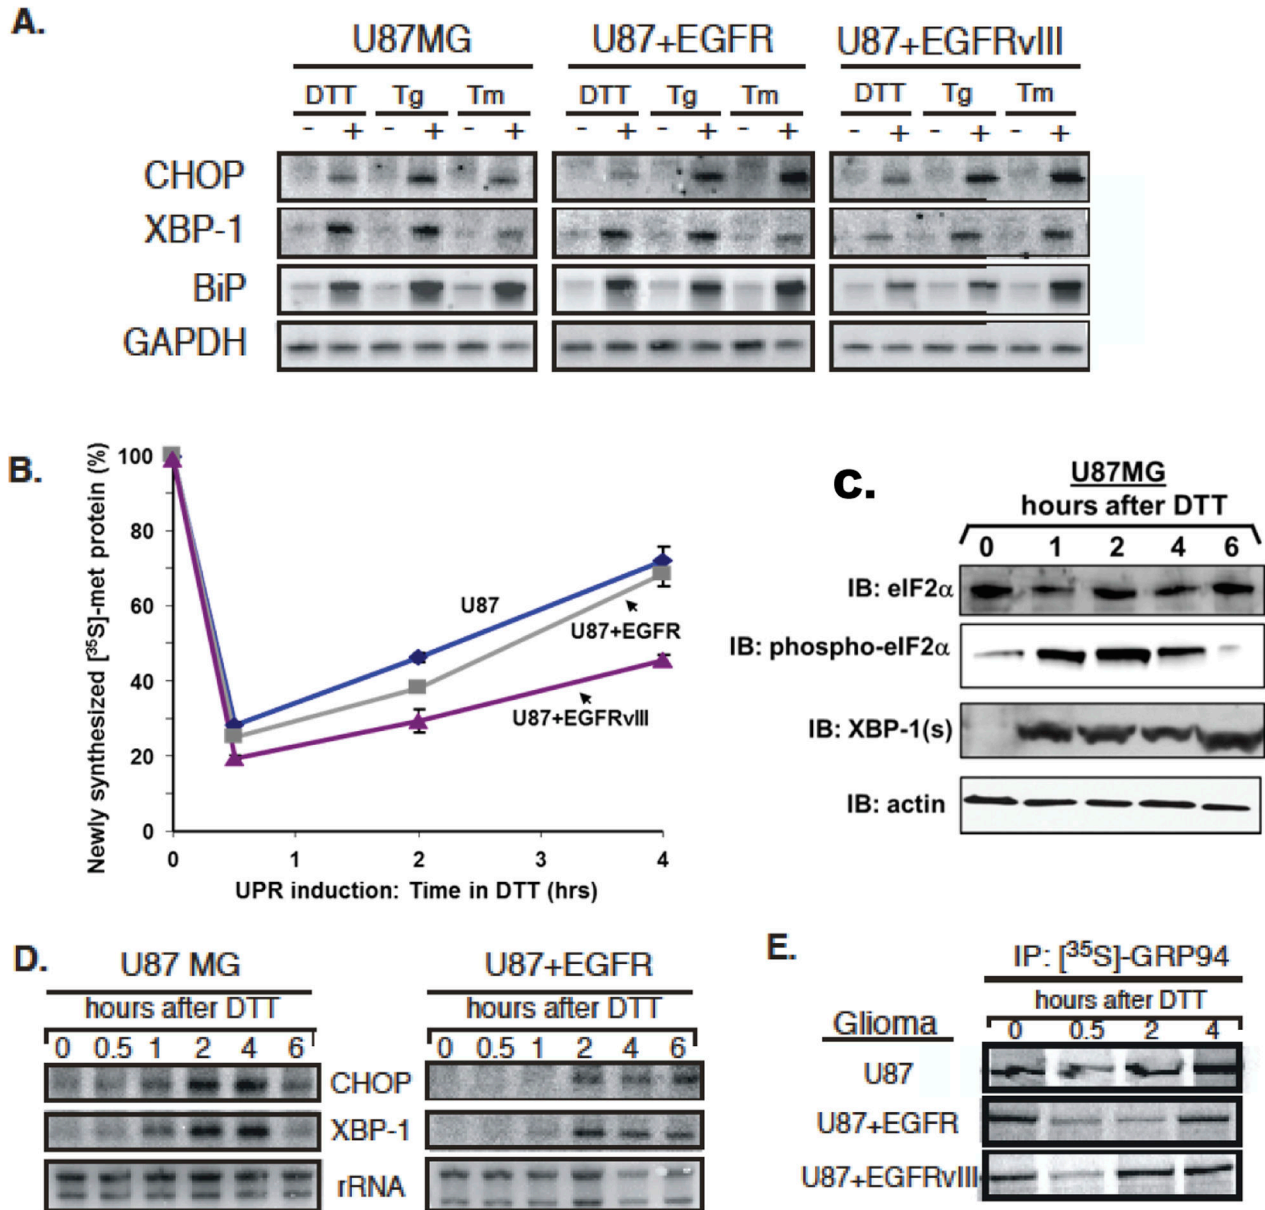 A.
U87MG U87+EGFR U87+EGFRvIII
DTT Tg Tm DTT Tg Tm DTT Tg Tm
- + - + - + - + - + - + - + - + - +
CHOP
XBP-1
BiP
GAPDH
B.
Newly synthesized [³⁵S]-met protein (%)
100
80
60
40
20
0
0 1 2 3 4
U87
U87+EGFR
U87+EGFRvIII
UPR induction: Time in DTT (hrs)
C.
U87MG
hours after DTT
0 1 2 4 6
IB: eIF2α
IB: phospho-eIF2α
IB: XBP-1(s)
IB: actin
D.
U87 MG U87+EGFR
hours after DTT hours after DTT
0 0.5 1 2 4 6 0 0.5 1 2 4 6
CHOP
XBP-1
rRNA
E.
IP: [³⁵S]-GRP94
hours after DTT
Glioma 0 0.5 2 4
U87
U87+EGFR
U87+EGFRvIII